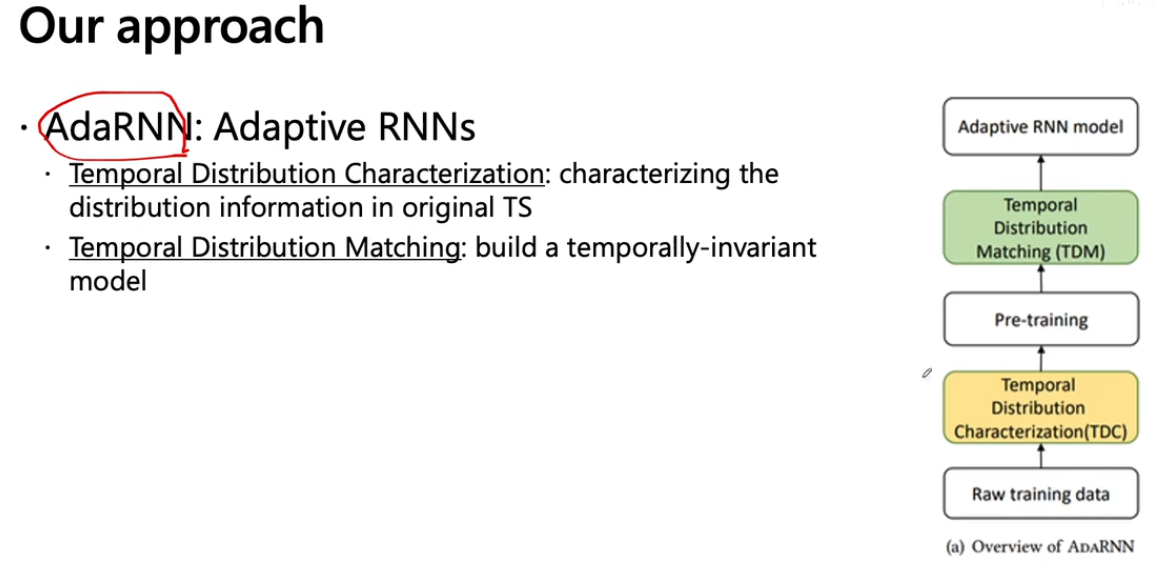 Our approach
· AdaRNN: Adaptive RNNs
· Temporal Distribution Characterization: characterizing the
distribution information in original TS
· Temporal Distribution Matching: build a temporally-invariant
model
Adaptive RNN model
Temporal
Distribution
Matching (TDM)
Pre-training
Temporal
Distribution
Characterization(TDC)
Raw training data
(a) Overview of ADARNN